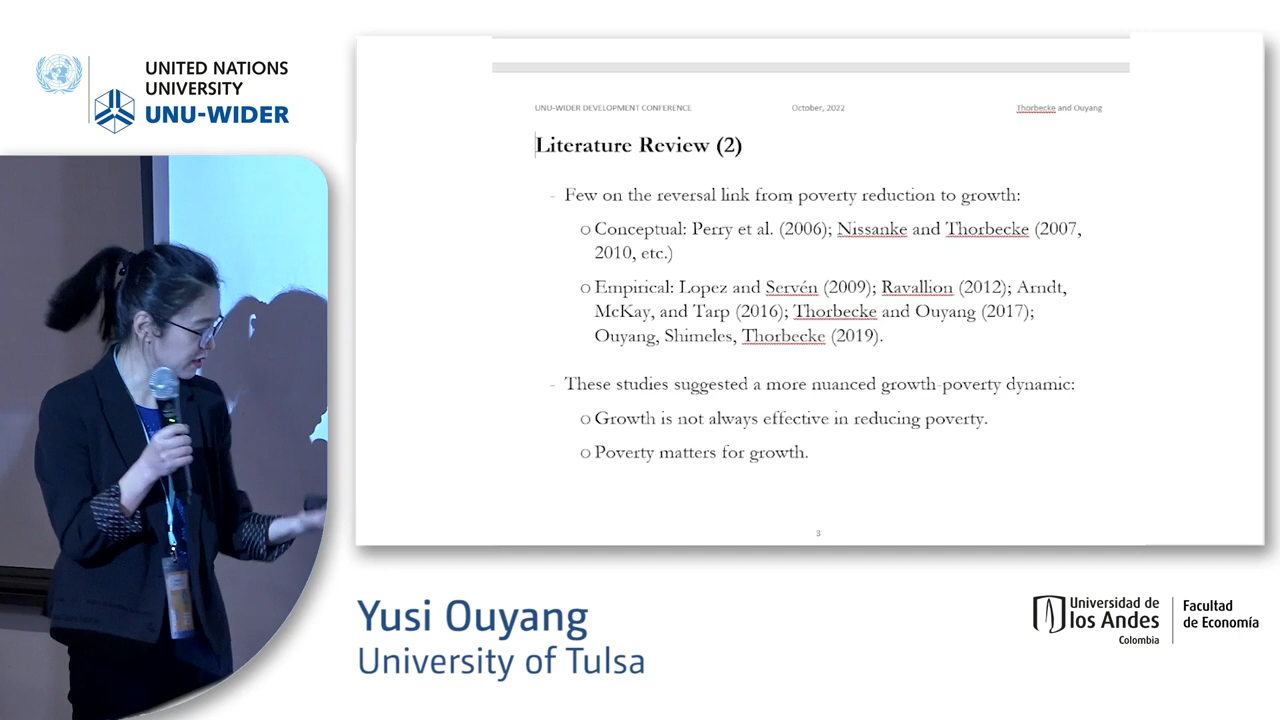 UNITED NATIONS
UNIVERSITY
UNU-WIDER
UNU-WIDER DEVELOPMENT CONFERENCE October, 2022 Thorbecke and Ouyang
Literature Review (2)
- Few on the reversal link from poverty reduction to growth:
o Conceptual: Perry et al. (2006); Nissanke and Thorbecke (2007,
2010, etc.)
o Empirical: Lopez and Servén (2009); Ravallion (2012); Arndt,
McKay, and Tarp (2016); Thorbecke and Ouyang (2017);
Ouyang, Shimeles, Thorbecke (2019).
- These studies suggested a more nuanced growth-poverty dynamic:
o Growth is not always effective in reducing poverty.
o Poverty matters for growth.
3
Yusi Ouyang
University of Tulsa
Universidad de
los Andes
Colombia
Facultad
de Economía